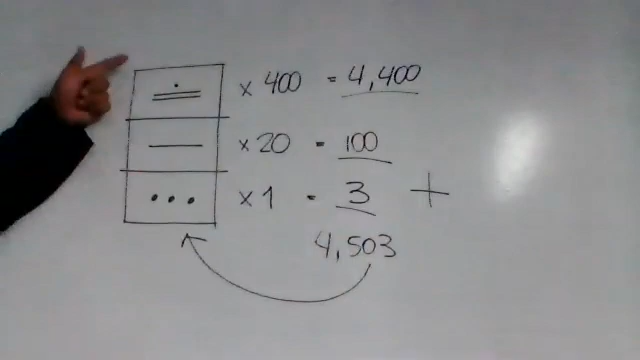 × 400 = 4,400
× 20 = 100
× 1 = 3 +
4,503